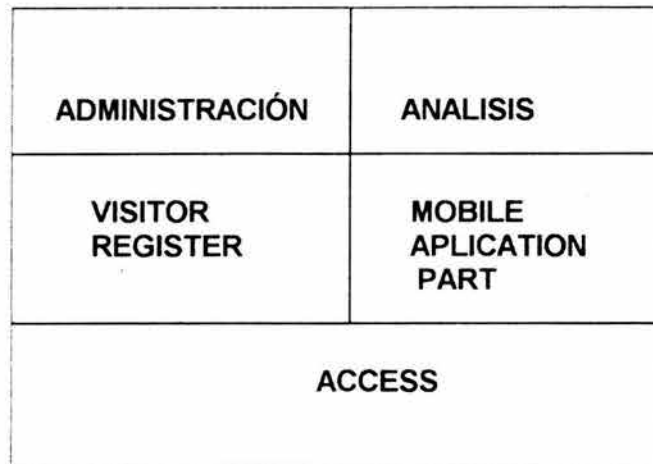 ADMINISTRACIÓN
ANALISIS
VISITOR
REGISTER
MOBILE
APLICATION
PART
ACCESS